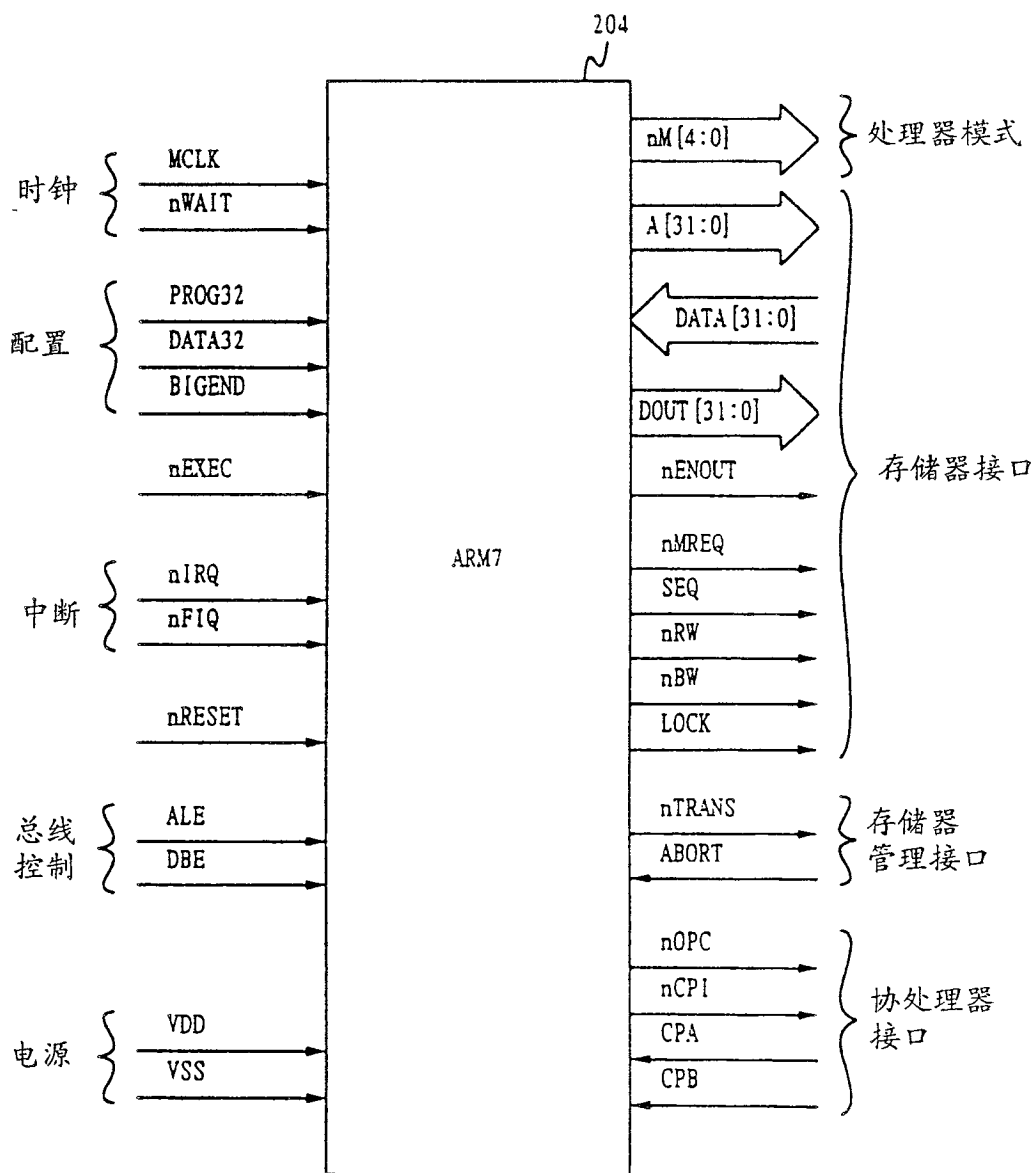 204
时钟
MCLK
nWAIT
配置
PROG32
DATA32
BIGEND
nEXEC
中断
nIRQ
nFIQ
nRESET
总线
控制
ALE
DBE
电源
VDD
VSS
ARM7
nM[4:0]
处理器模式
A[31:0]
DATA[31:0]
DOUT[31:0]
nENOUT
nMREQ
SEQ
nRW
nBW
LOCK
存储器接口
nTRANS
ABORT
存储器
管理接口
nOPC
nCPI
CPA
CPB
协处理器
接口